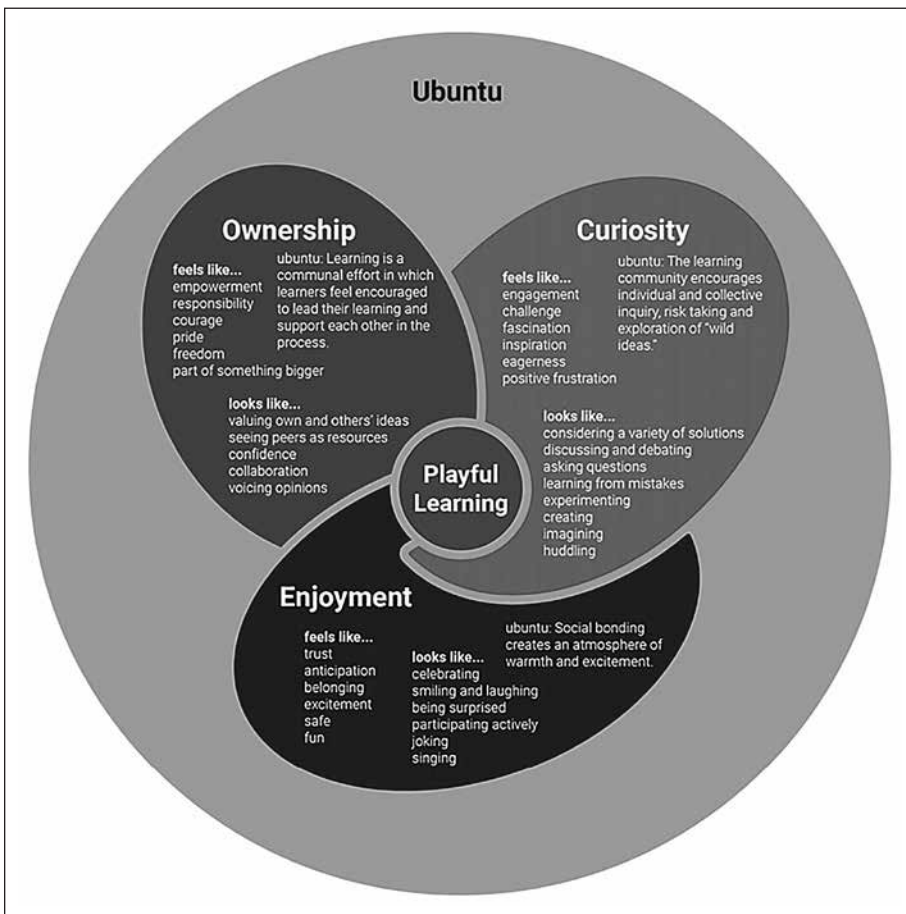 Ubuntu
Ownership
feels like...
empowerment
responsibility
courage
pride
freedom
part of something bigger
ubuntu: Learning is a
communal effort in which
learners feel encouraged
to lead their learning and
support each other in the
process.
looks like...
valuing own and others' ideas
seeing peers as resources
confidence
collaboration
voicing opinions
Curiosity
feels like...
engagement
challenge
fascination
inspiration
eagerness
positive frustration
ubuntu: The learning
community encourages
individual and collective
inquiry, risk taking and
exploration of "wild
ideas."
looks like...
considering a variety of solutions
discussing and debating
asking questions
learning from mistakes
experimenting
creating
imagining
huddling
Playful
Learning
Enjoyment
feels like...
trust
anticipation
belonging
excitement
safe
fun
looks like...
celebrating
smiling and laughing
being surprised
participating actively
joking
singing
ubuntu: Social bonding
creates an atmosphere of
warmth and excitement.